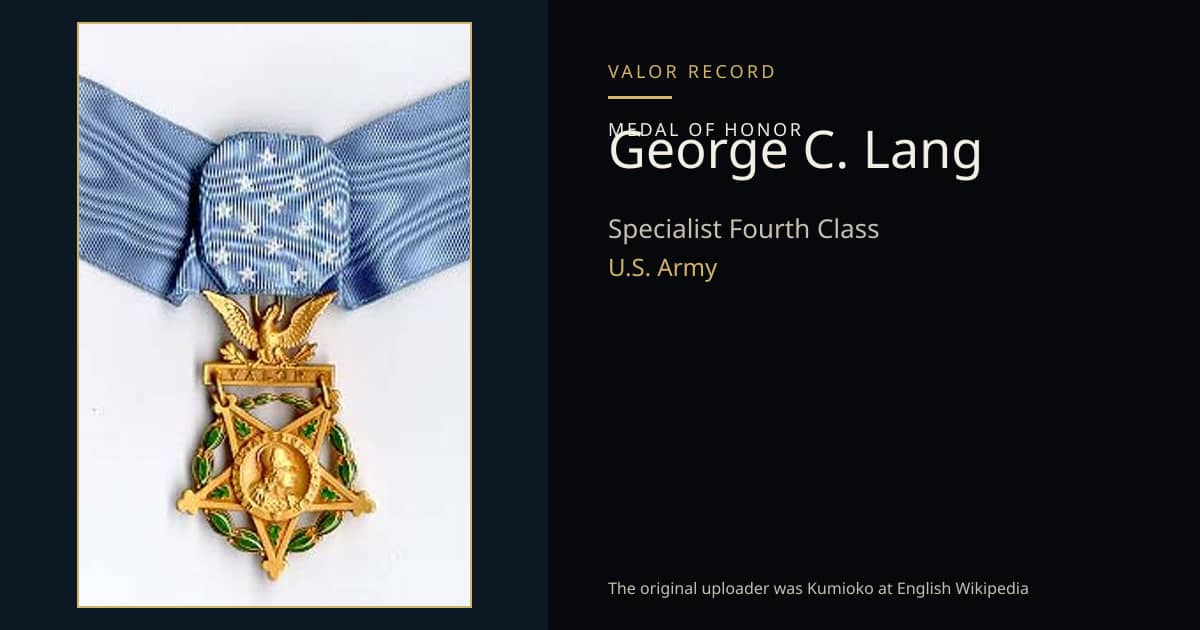 VALOR
VALOR RECORD
MEDAL OF HONOR
George C. Lang
Specialist Fourth Class
U.S. Army
The original uploader was Kumioko at English Wikipedia